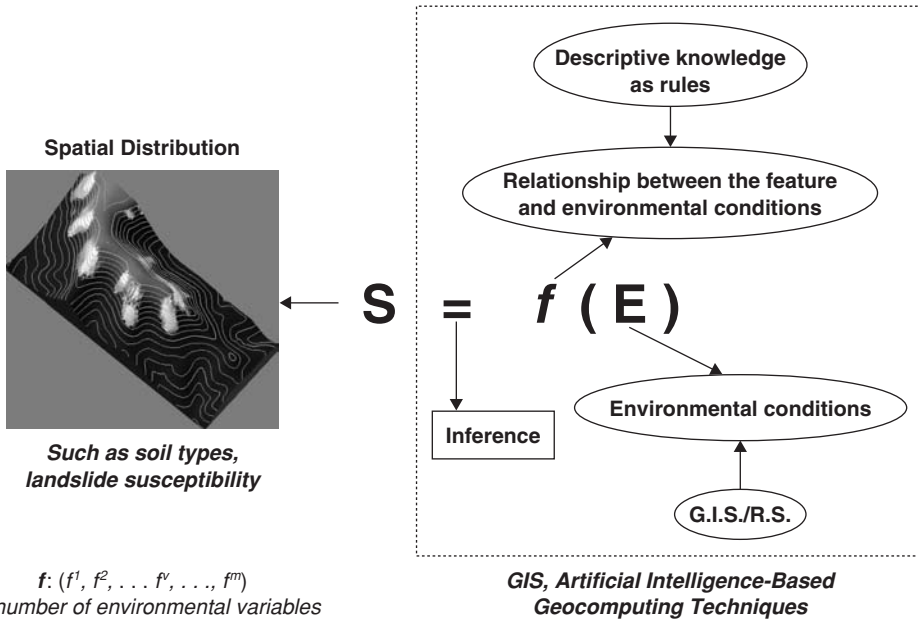 Descriptive knowledge
as rules
Spatial Distribution
Relationship between the feature
and environmental conditions
S = f ( E )
Environmental conditions
Inference
Such as soil types,
landslide susceptibility
G.I.S./R.S.
f: (f¹, f², . . . fᵛ, . . ., fᵐ)
number of environmental variables
GIS, Artificial Intelligence-Based
Geocomputing Techniques